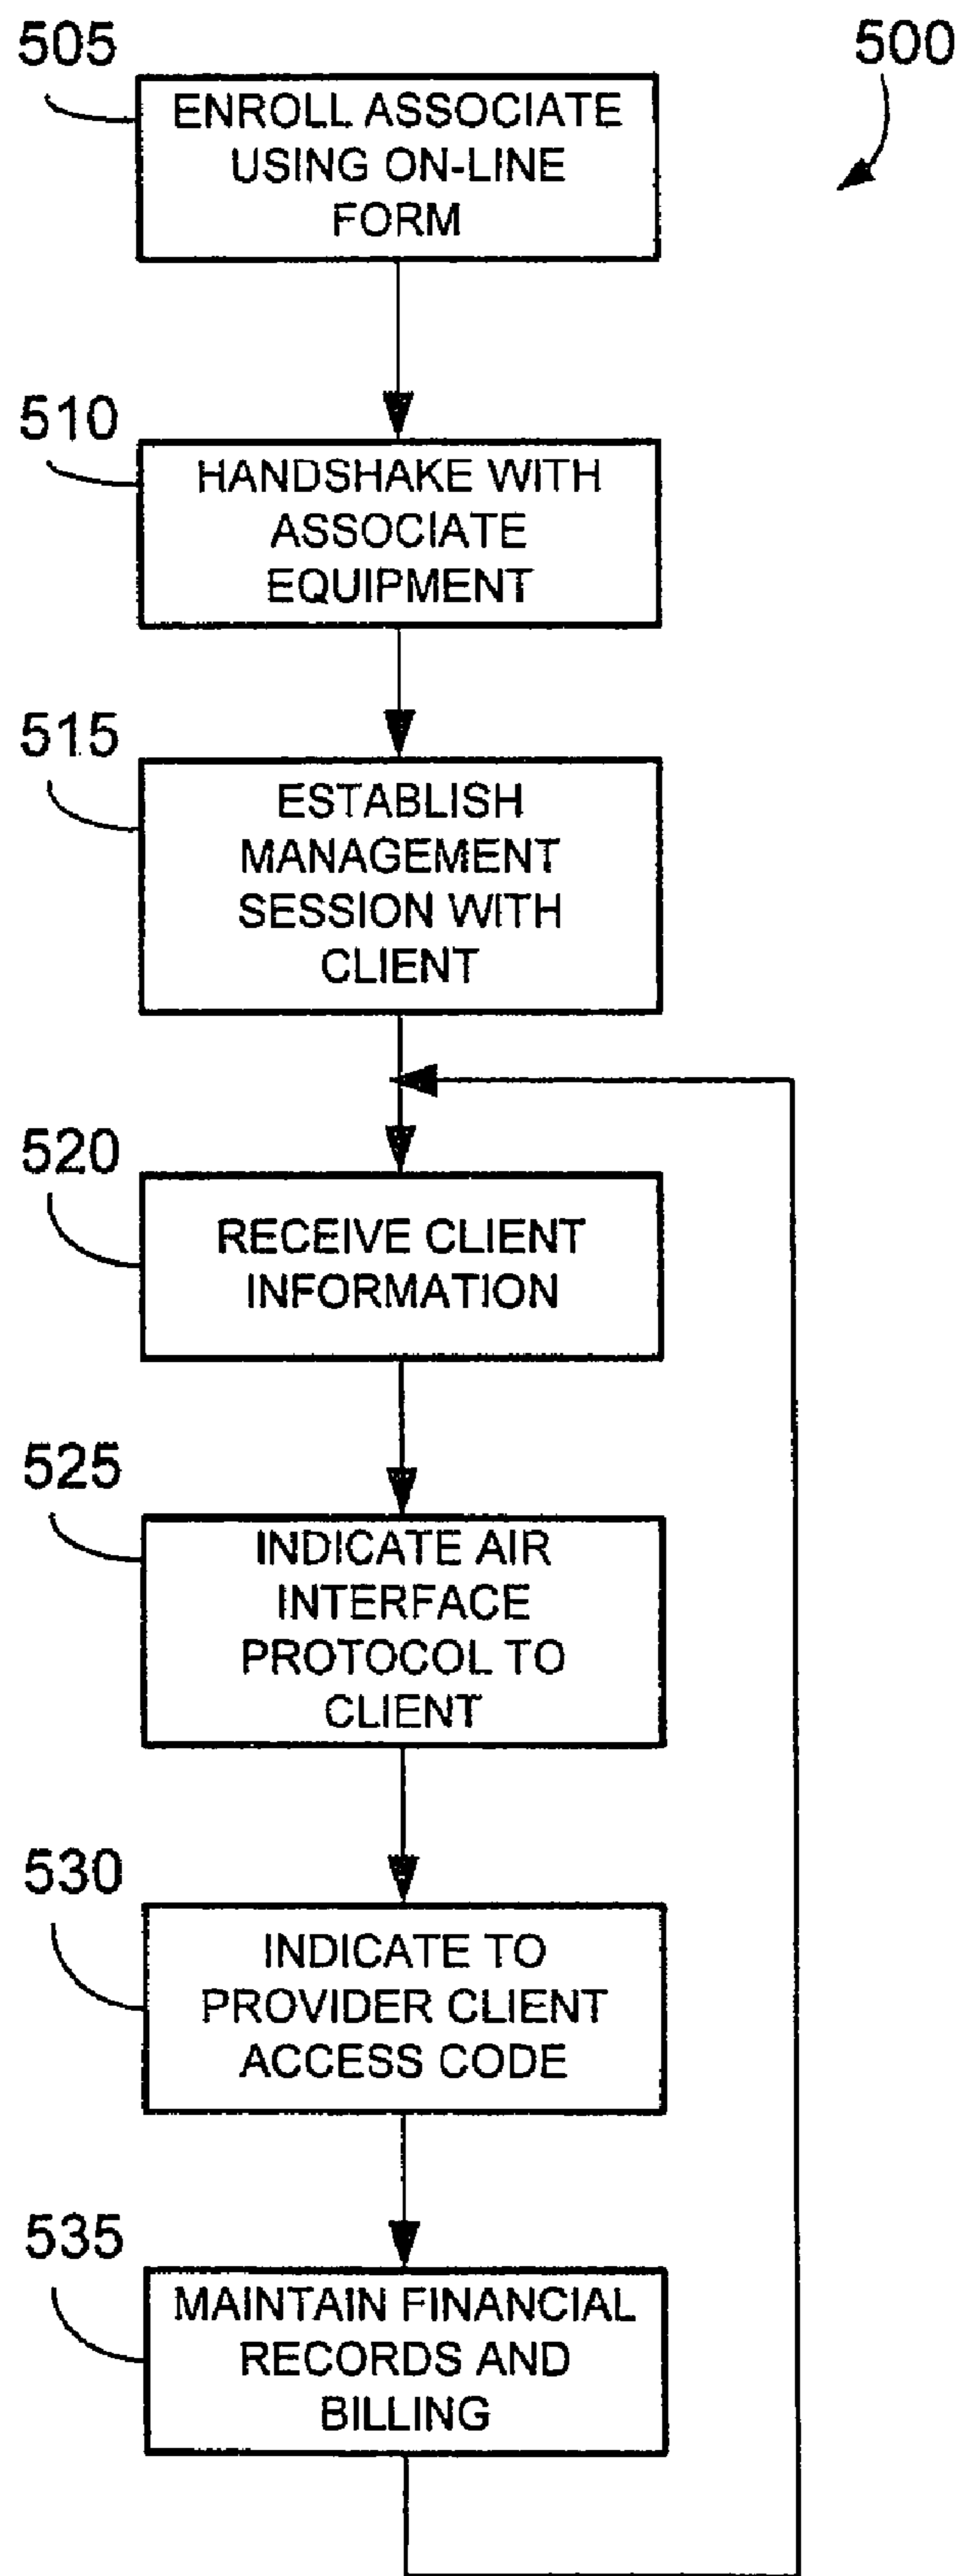 505
500
ENROLL ASSOCIATE
USING ON-LINE
FORM
510
HANDSHAKE WITH
ASSOCIATE
EQUIPMENT
515
ESTABLISH
MANAGEMENT
SESSION WITH
CLIENT
520
RECEIVE CLIENT
INFORMATION
525
INDICATE AIR
INTERFACE
PROTOCOL TO
CLIENT
530
INDICATE TO
PROVIDER CLIENT
ACCESS CODE
535
MAINTAIN FINANCIAL
RECORDS AND
BILLING